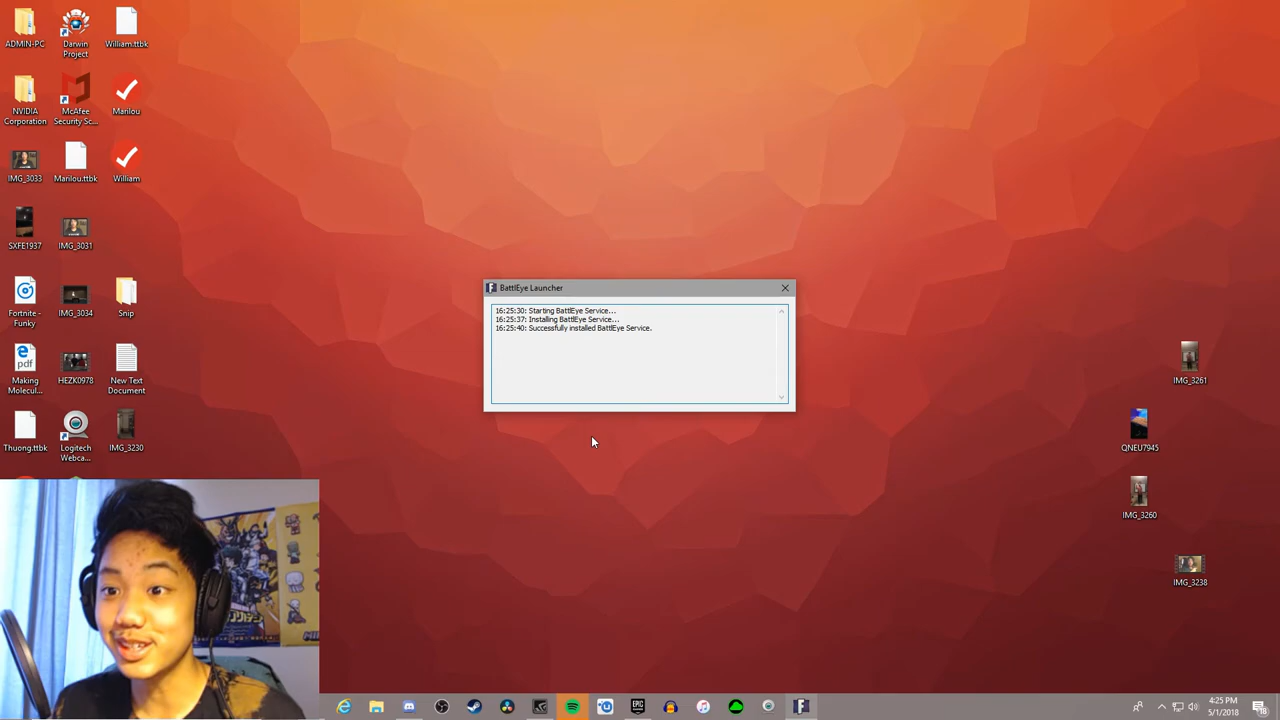 ADMIN-PC
Darwin
Project
William.ttbk
NVIDIA
Corporation
McAfee
Security Sc...
Marilou
IMG_3033
Marilou.ttbk
William
SXFE1937
IMG_3031
Fortnite -
Funky
IMG_3034
Snip
Making
Molecul...
HEZK0978
New Text
Document
Thuong.ttbk
Logitech
Webca...
IMG_3230
BattlEye Launcher
16:25:30: Starting BattlEye Service...
16:25:37: Installing BattlEye Service...
16:25:40: Successfully installed BattlEye Service.
IMG_3261
QNEU7945
IMG_3260
IMG_3238
EPIC
4:25 PM
5/1/2018